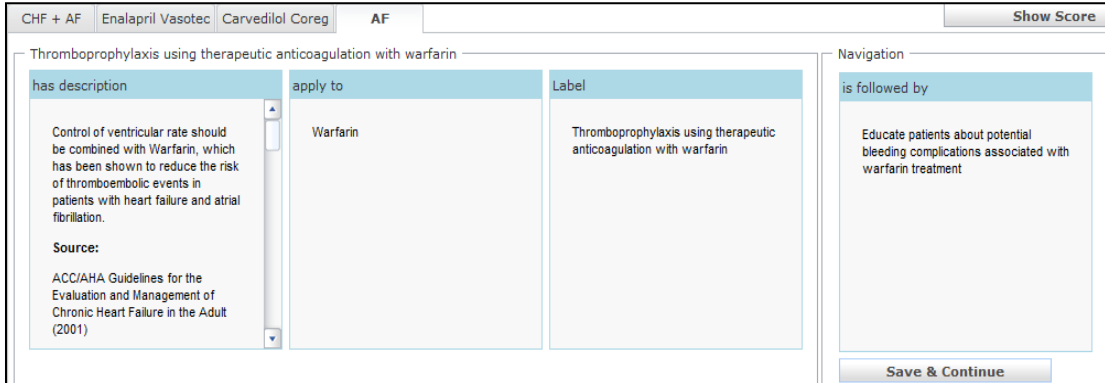 CHF + AF
Enalapril Vasotec
Carvedilol Coreg
AF
Show Score
Thromboprophylaxis using therapeutic anticoagulation with warfarin
has description
Control of ventricular rate should
be combined with Warfarin, which
has been shown to reduce the risk
of thromboembolic events in
patients with heart failure and atrial
fibrillation.
Source:
ACC/AHA Guidelines for the
Evaluation and Management of
Chronic Heart Failure in the Adult
(2001)
apply to
Warfarin
Label
Thromboprophylaxis using therapeutic
anticoagulation with warfarin
Navigation
is followed by
Educate patients about potential
bleeding complications associated with
warfarin treatment
Save & Continue